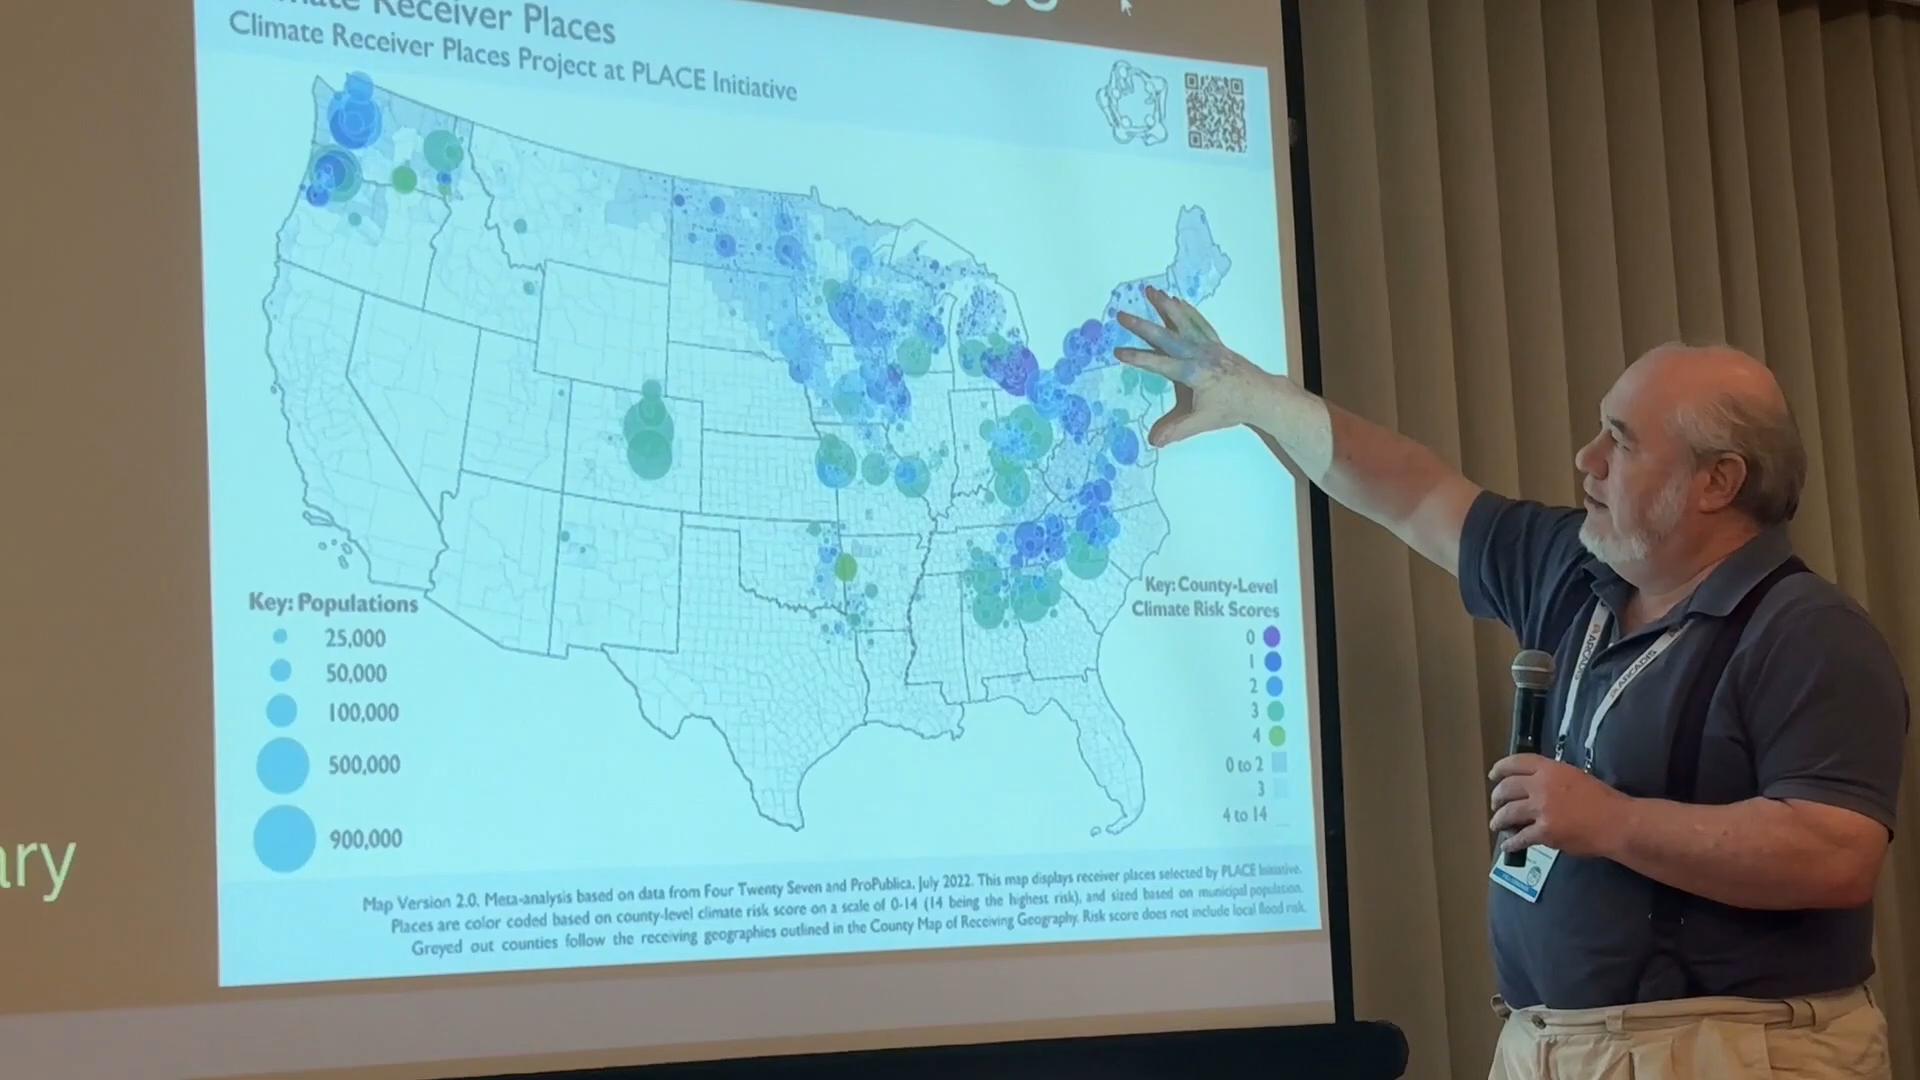 Receiver Places
Climate Receiver Places Project at PLACE Initiative
Key: Populations
25,000
50,000
100,000
500,000
900,000
Key: County-Level
Climate Risk Scores
0
1
2
3
4
0 to 2
3
4 to 14
Map Version 2.0. Meta-analysis based on data from Four Twenty Seven and ProPublica, July 2022. This map displays receiver places selected by PLACE Initiative.
Places are color coded based on county-level climate risk score on a scale of 0-14 (14 being the highest risk), and sized based on municipal population.
Greyed out counties follow the receiving geographies outlined in the County Map of Receiving Geography. Risk score does not include local flood risk.
ary
ARCADIS
ARCADIS